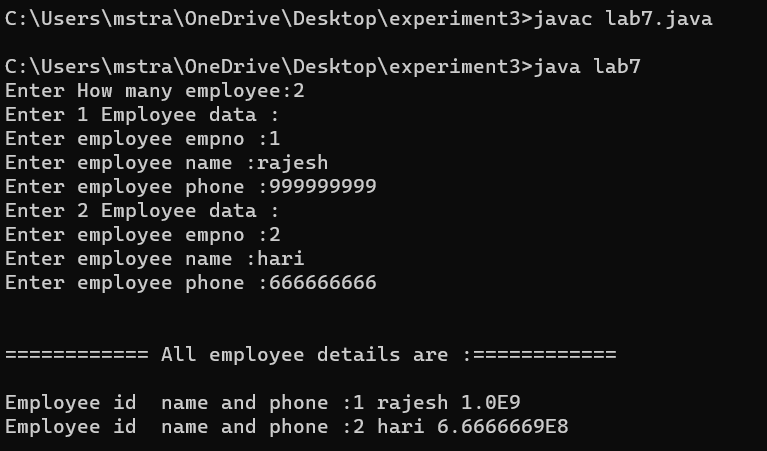 C:\Users\mstra\OneDrive\Desktop\experiment3>javac lab7.java
C:\Users\mstra\OneDrive\Desktop\experiment3>java lab7
Enter How many employee:2
Enter 1 Employee data :
Enter employee empno :1
Enter employee name :rajesh
Enter employee phone :999999999
Enter 2 Employee data :
Enter employee empno :2
Enter employee name :hari
Enter employee phone :666666666
============ All employee details are :============
Employee id  name and phone :1 rajesh 1.0E9
Employee id  name and phone :2 hari 6.6666669E8